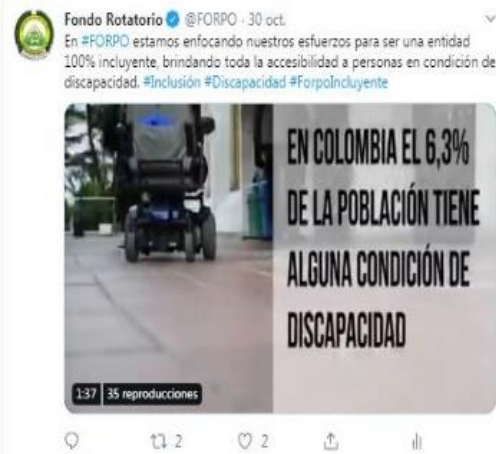 Fondo Rotatorio @FORPO · 30 oct.
En #FORPO estamos enfocando nuestros esfuerzos para ser una entidad
100% incluyente, brindando toda la accesibilidad a personas en condición de
discapacidad. #Inclusión #Discapacidad #ForpoIncluyente
EN COLOMBIA EL 6,3%
DE LA POBLACIÓN TIENE
ALGUNA CONDICIÓN DE
DISCAPACIDAD
1:37 35 reproducciones
2 2